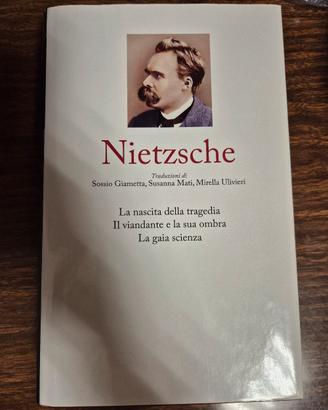 Nietzsche
Traduzioni di
Sossio Giametta, Susanna Mati, Mirella Ulivieri
La nascita della tragedia
Il viandante e la sua ombra
La gaia scienza